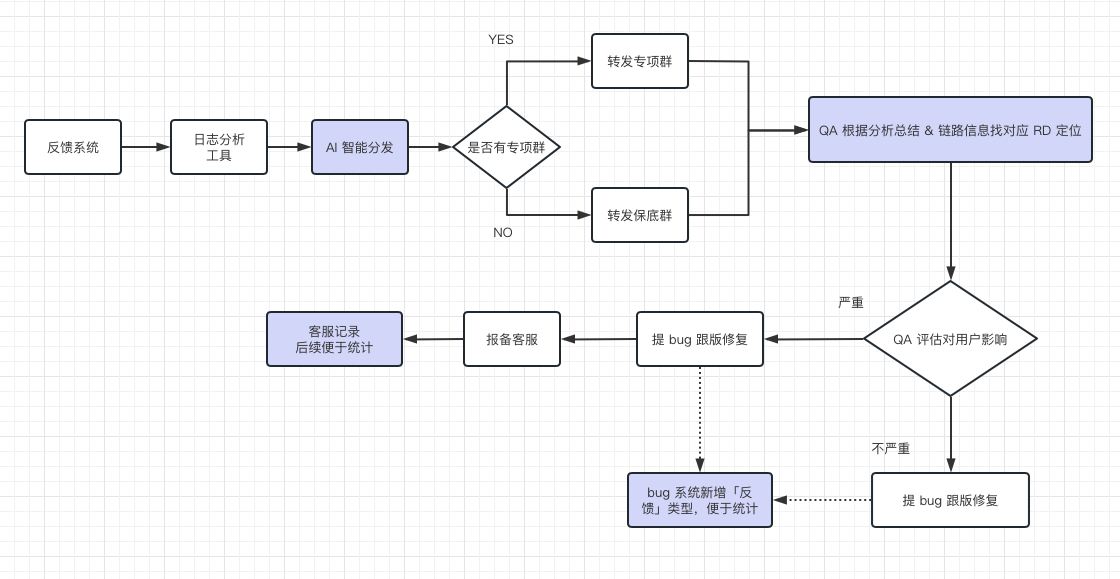 YES
转发专项群
反馈系统
日志分析
工具
AI 智能分发
是否有专项群
QA 根据分析总结 & 链路信息找对应 RD 定位
转发保底群
NO
严重
客服记录
后续便于统计
报备客服
提 bug 跟版修复
QA 评估对用户影响
不严重
bug 系统新增「反
馈」类型，便于统计
提 bug 跟版修复